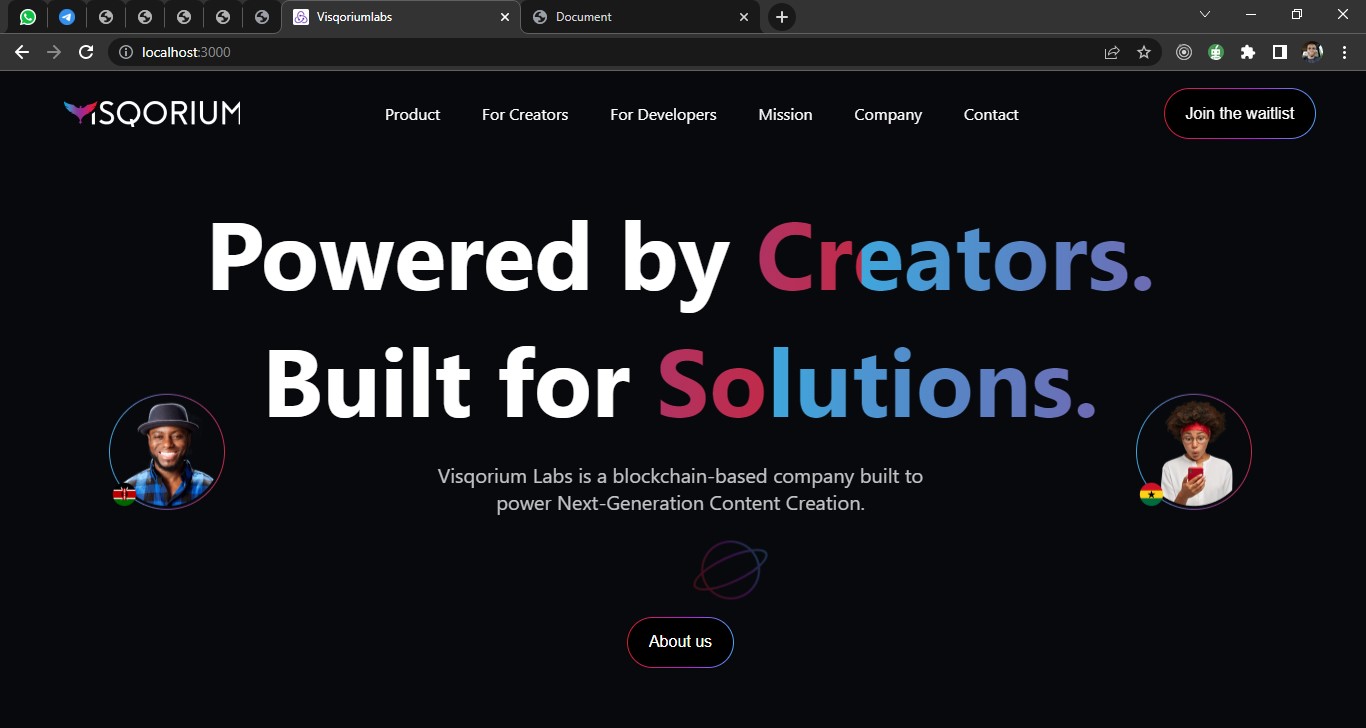 Visqoriumlabs
Document
localhost:3000
VISQORIUM
Product
For Creators
For Developers
Mission
Company
Contact
Join the waitlist
Powered by Creators.
Built for Solutions.
Visqorium Labs is a blockchain-based company built to
power Next-Generation Content Creation.
About us